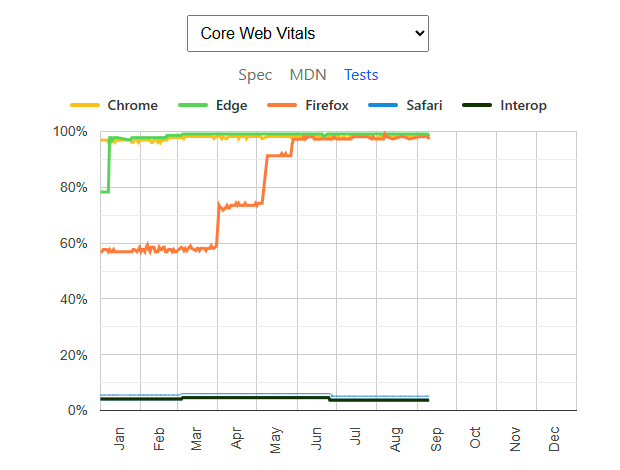 Core Web Vitals
Spec MDN Tests
Chrome Edge Firefox Safari Interop
100%
80%
60%
40%
20%
0%
Jan Feb Mar Apr May Jun Jul Aug Sep Oct Nov Dec